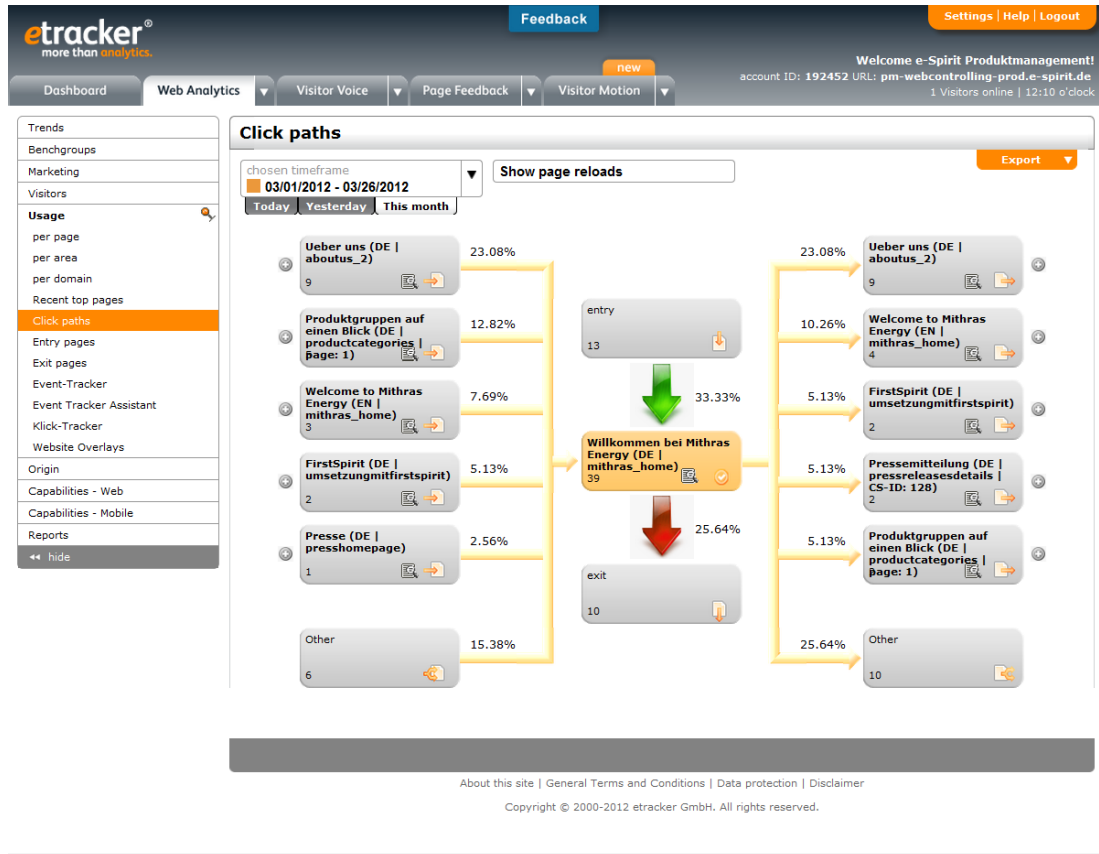 Feedback
Settings | Help | Logout
etracker®
more than analytics.
Welcome e-Spirit Produktmanagement!
account ID: 192452 URL: pm-webcontrolling-prod.e-spirit.de
1 Visitors online | 12:10 o'clock
new
Dashboard
Web Analytics
Visitor Voice
Page Feedback
Visitor Motion
Trends
Benchgroups
Marketing
Visitors
Usage
per page
per area
per domain
Recent top pages
Click paths
Entry pages
Exit pages
Event-Tracker
Event Tracker Assistant
Klick-Tracker
Website Overlays
Origin
Capabilities - Web
Capabilities - Mobile
Reports
hide
Click paths
Export
chosen timeframe
03/01/2012 - 03/26/2012
Show page reloads
Today
Yesterday
This month
Ueber uns (DE |
aboutus_2)
9
23.08%
Produktgruppen auf
einen Blick (DE |
productcategories |
page: 1)
12.82%
Welcome to Mithras
Energy (EN |
mithras_home)
3
7.69%
FirstSpirit (DE |
umsetzungmitfirstspirit)
2
5.13%
Presse (DE |
presshomepage)
1
2.56%
Other
6
15.38%
entry
13
33.33%
Willkommen bei Mithras
Energy (DE |
mithras_home)
39
25.64%
exit
10
23.08%
Ueber uns (DE |
aboutus_2)
9
10.26%
Welcome to Mithras
Energy (EN |
mithras_home)
4
5.13%
FirstSpirit (DE |
umsetzungmitfirstspirit)
2
5.13%
Pressemitteilung (DE |
pressreleasesdetails |
CS-ID: 128)
2
5.13%
Produktgruppen auf
einen Blick (DE |
productcategories |
page: 1)
25.64%
Other
10
About this site | General Terms and Conditions | Data protection | Disclaimer
Copyright © 2000-2012 etracker GmbH. All rights reserved.